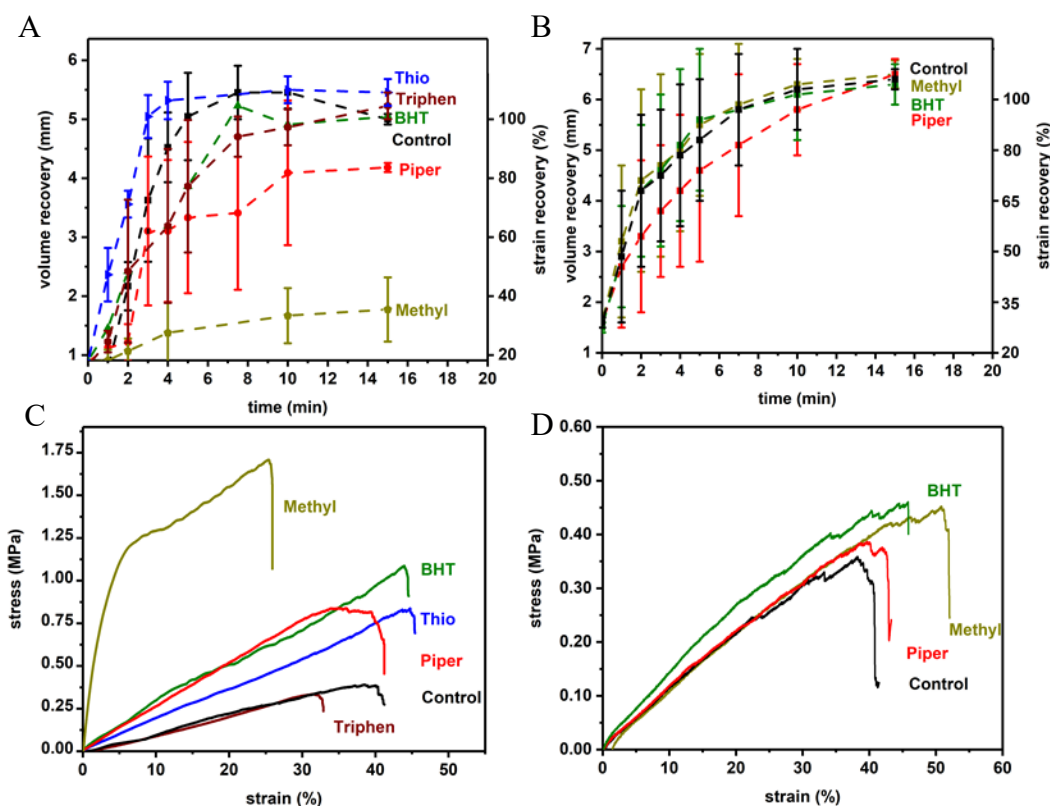 A
volume recovery (mm)
6
5
4
3
2
1
Thio
Triphen
BHT
Control
Piper
Methyl
100
80
60
40
20
strain recovery (%)
0 2 4 6 8 10 12 14 16 18 20
time (min)
B
volume recovery (mm)
7
6
5
4
3
2
1
Control
Methyl
BHT
Piper
100
84
68
52
35
20
strain recovery (%)
0 2 4 6 8 10 12 14 16 18 20
time (min)
C
stress (MPa)
1.75
1.50
1.25
1.00
0.75
0.50
0.25
0.00
Methyl
BHT
Thio
Piper
Control
Triphen
0 10 20 30 40 50
strain (%)
D
stress (MPa)
0.60
0.50
0.40
0.30
0.20
0.10
0.00
BHT
Methyl
Piper
Control
0 10 20 30 40 50 60
strain (%)